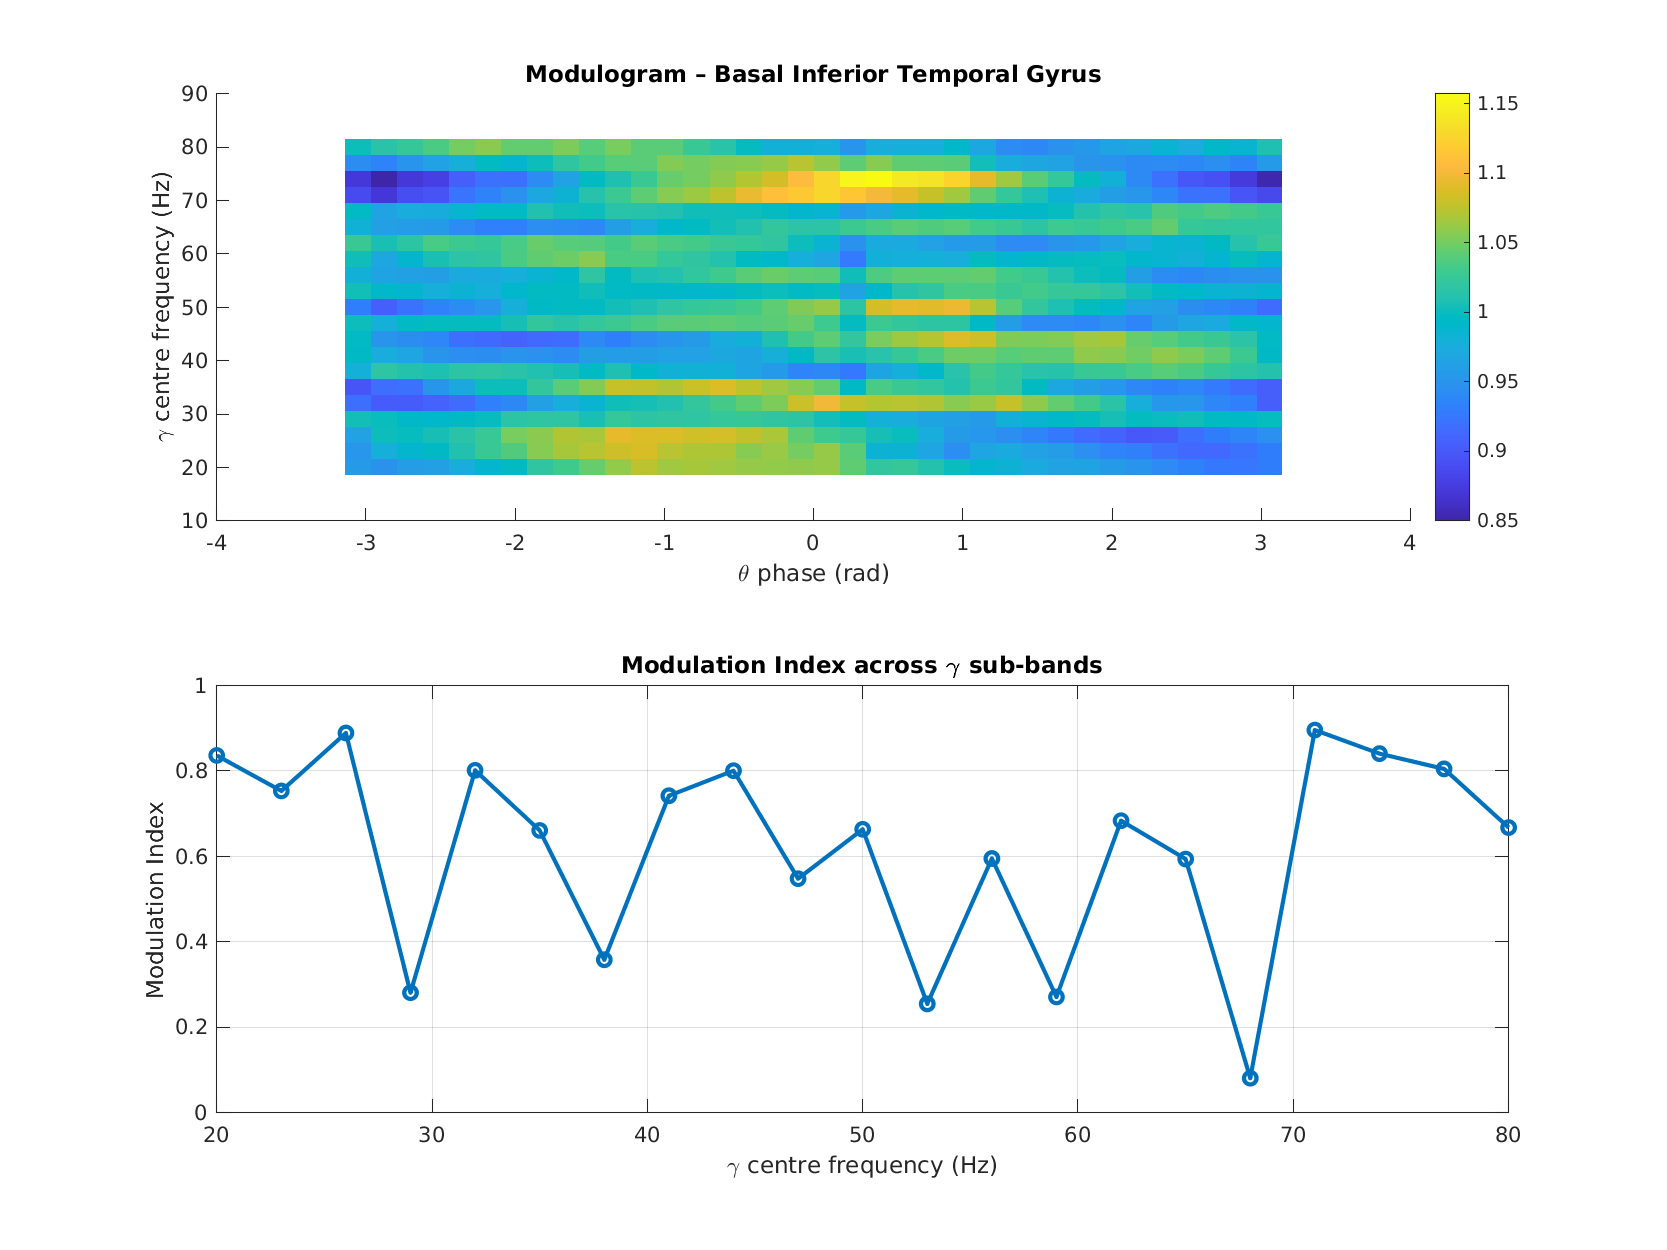 Modulogram – Basal Inferior Temporal Gyrus
90
80
70
60
50
40
30
20
10
γ centre frequency (Hz)
-4 -3 -2 -1 0 1 2 3 4
θ phase (rad)
1.15
1.1
1.05
1
0.95
0.9
0.85
Modulation Index across γ sub-bands
1
0.8
0.6
0.4
0.2
0
Modulation Index
20 30 40 50 60 70 80
γ centre frequency (Hz)